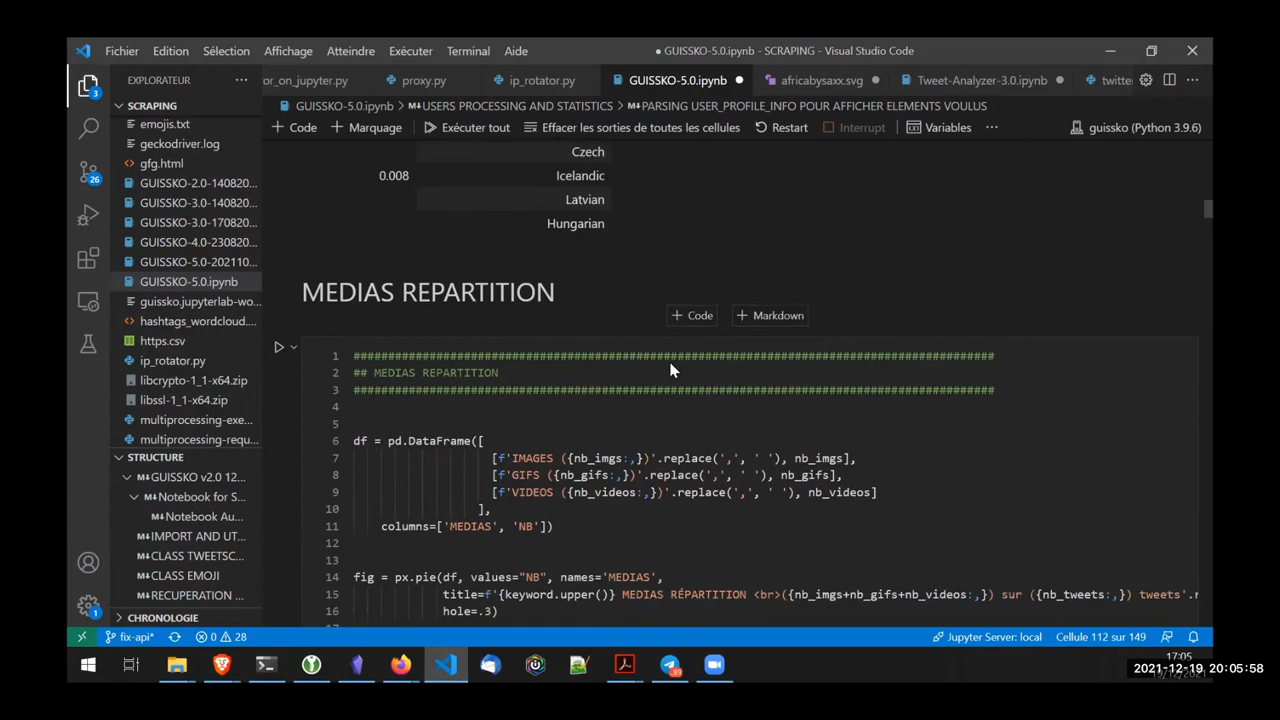 Fichier Edition Sélection Affichage Atteindre Exécuter Terminal Aide ● GUISSKO-5.0.ipynb - SCRAPING - Visual Studio Code
EXPLORATEUR
or_on_jupyter.py proxy.py ip_rotator.py GUISSKO-5.0.ipynb africabysaxx.svg Tweet-Analyzer-3.0.ipynb twitte
SCRAPING
GUISSKO-5.0.ipynb > M↓USERS PROCESSING AND STATISTICS > M↓PARSING USER_PROFILE_INFO POUR AFFICHER ELEMENTS VOULUS
+ Code + Marquage Exécuter tout Effacer les sorties de toutes les cellules Restart Interrupt Variables ... guissko (Python 3.9.6)
3
emojis.txt
geckodriver.log
gfg.html
GUISSKO-2.0-140820...
GUISSKO-3.0-140820...
GUISSKO-3.0-170820...
GUISSKO-4.0-230820...
GUISSKO-5.0-202110...
GUISSKO-5.0.ipynb
guissko.jupyterlab-wo...
hashtags_wordcloud....
https.csv
ip_rotator.py
libcrypto-1_1-x64.zip
libssl-1_1-x64.zip
multiprocessing-exe...
multiprocessing-requ...
26
STRUCTURE
M↓GUISSKO v2.0 12...
M↓Notebook for S...
M↓Notebook Au...
M↓IMPORT AND UT...
M↓CLASS TWEETSC...
M↓CLASS EMOJI
M↓RECUPERATION ...
CHRONOLOGIE
1
Czech
0.008 Icelandic
Latvian
Hungarian
MEDIAS REPARTITION
+ Code + Markdown
1 #############################################################################################
2 ## MEDIAS REPARTITION
3 #############################################################################################
4
5
6 df = pd.DataFrame([
7 [f'IMAGES ({nb_imgs:,})'.replace(',', ' '), nb_imgs],
8 [f'GIFS ({nb_gifs:,})'.replace(',', ' '), nb_gifs],
9 [f'VIDEOS ({nb_videos:,})'.replace(',', ' '), nb_videos]
10 ],
11 columns=['MEDIAS', 'NB'])
12
13
14 fig = px.pie(df, values="NB", names='MEDIAS',
15 title=f'{keyword.upper()} MEDIAS RÉPARTITION <br>({nb_imgs+nb_gifs+nb_videos:,}) sur ({nb_tweets:,}) tweets'.r
16 hole=.3)
fix-api* 0 28 Jupyter Server: local Cellule 112 sur 149
17:05
2021-12-19 20:05:58